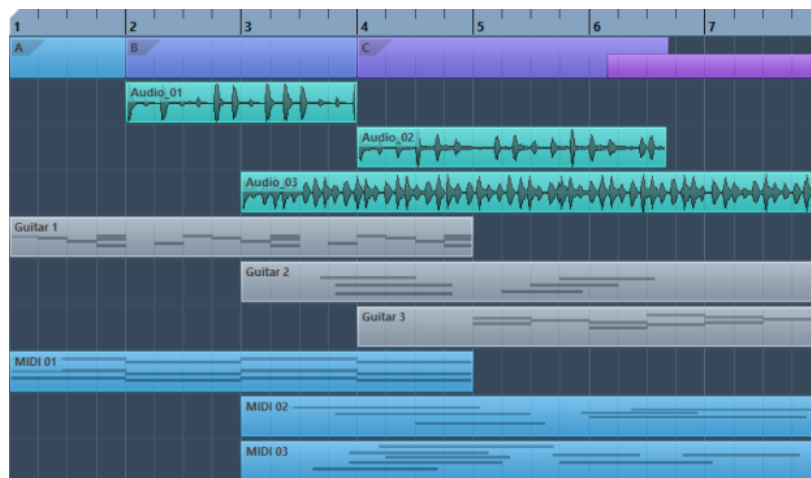 1 2 3 4 5 6 7
A B C
Audio_01
Audio_02
Audio_03
Guitar 1
Guitar 2
Guitar 3
MIDI 01
MIDI 02
MIDI 03